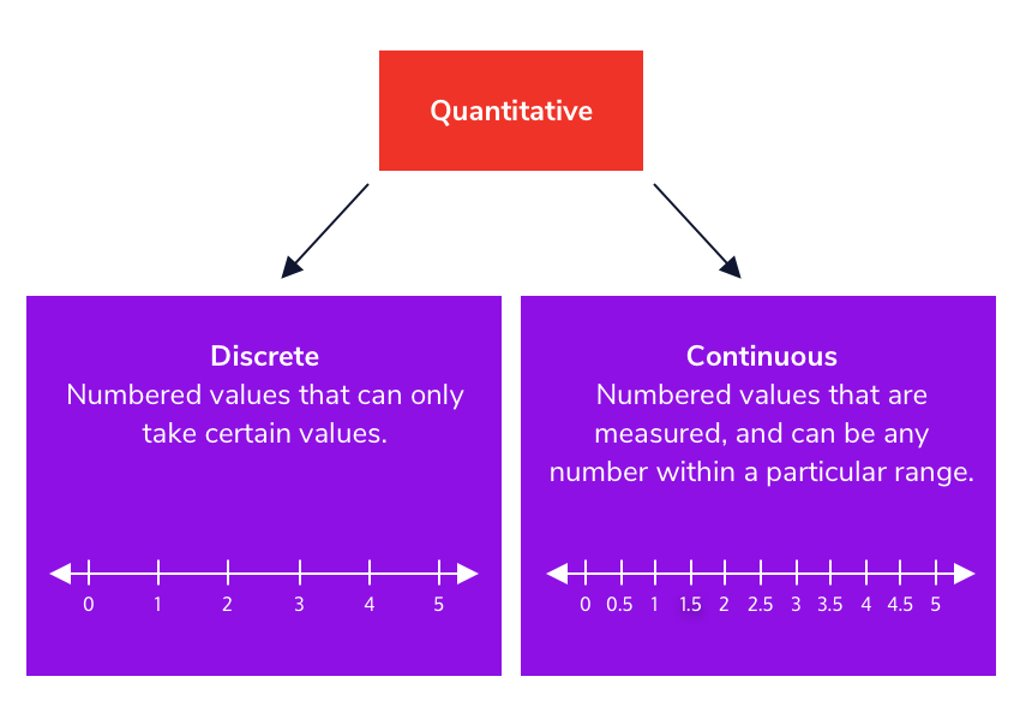 Quantitative
Discrete
Numbered values that can only
take certain values.
0 1 2 3 4 5
Continuous
Numbered values that are
measured, and can be any
number within a particular range.
0 0.5 1 1.5 2 2.5 3 3.5 4 4.5 5